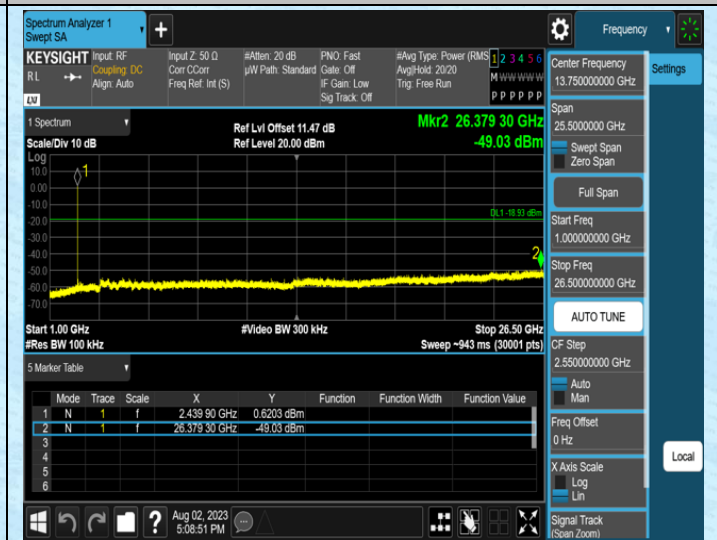 Spectrum Analyzer 1
Swept SA
+
Frequency
KEYSIGHT
RL
LXI
Input: RF
Coupling: DC
Align: Auto
Input Z: 50 Ω
Corr CCorr
Freq Ref: Int (S)
#Atten: 20 dB
µW Path: Standard
PNO: Fast
Gate: Off
IF Gain: Low
Sig Track: Off
#Avg Type: Power (RMS
Avg|Hold: 20/20
Trig: Free Run
1 2 3 4 5 6
M W W W W W
P P P P P P
1 Spectrum
Scale/Div 10 dB
Ref Lvl Offset 11.47 dB
Ref Level 20.00 dBm
Mkr2 26.379 30 GHz
-49.03 dBm
Log
10.0
0.00
-10.0
-20.0
-30.0
-40.0
-50.0
-60.0
-70.0
1
DL1 -18.93 dBm
2
Start 1.00 GHz
#Video BW 300 kHz
Stop 26.50 GHz
#Res BW 100 kHz
Sweep ~943 ms (30001 pts)
5 Marker Table
Mode Trace Scale X Y Function Function Width Function Value
1 N 1 f 2.439 90 GHz 0.6203 dBm
2 N 1 f 26.379 30 GHz -49.03 dBm
3
4
5
6
Aug 02, 2023
5:08:51 PM
Center Frequency
13.750000000 GHz
Settings
Span
25.5000000 GHz
Swept Span
Zero Span
Full Span
Start Freq
1.000000000 GHz
Stop Freq
26.500000000 GHz
AUTO TUNE
CF Step
2.550000000 GHz
Auto
Man
Freq Offset
0 Hz
X Axis Scale
Log
Lin
Local
Signal Track
(Span Zoom)